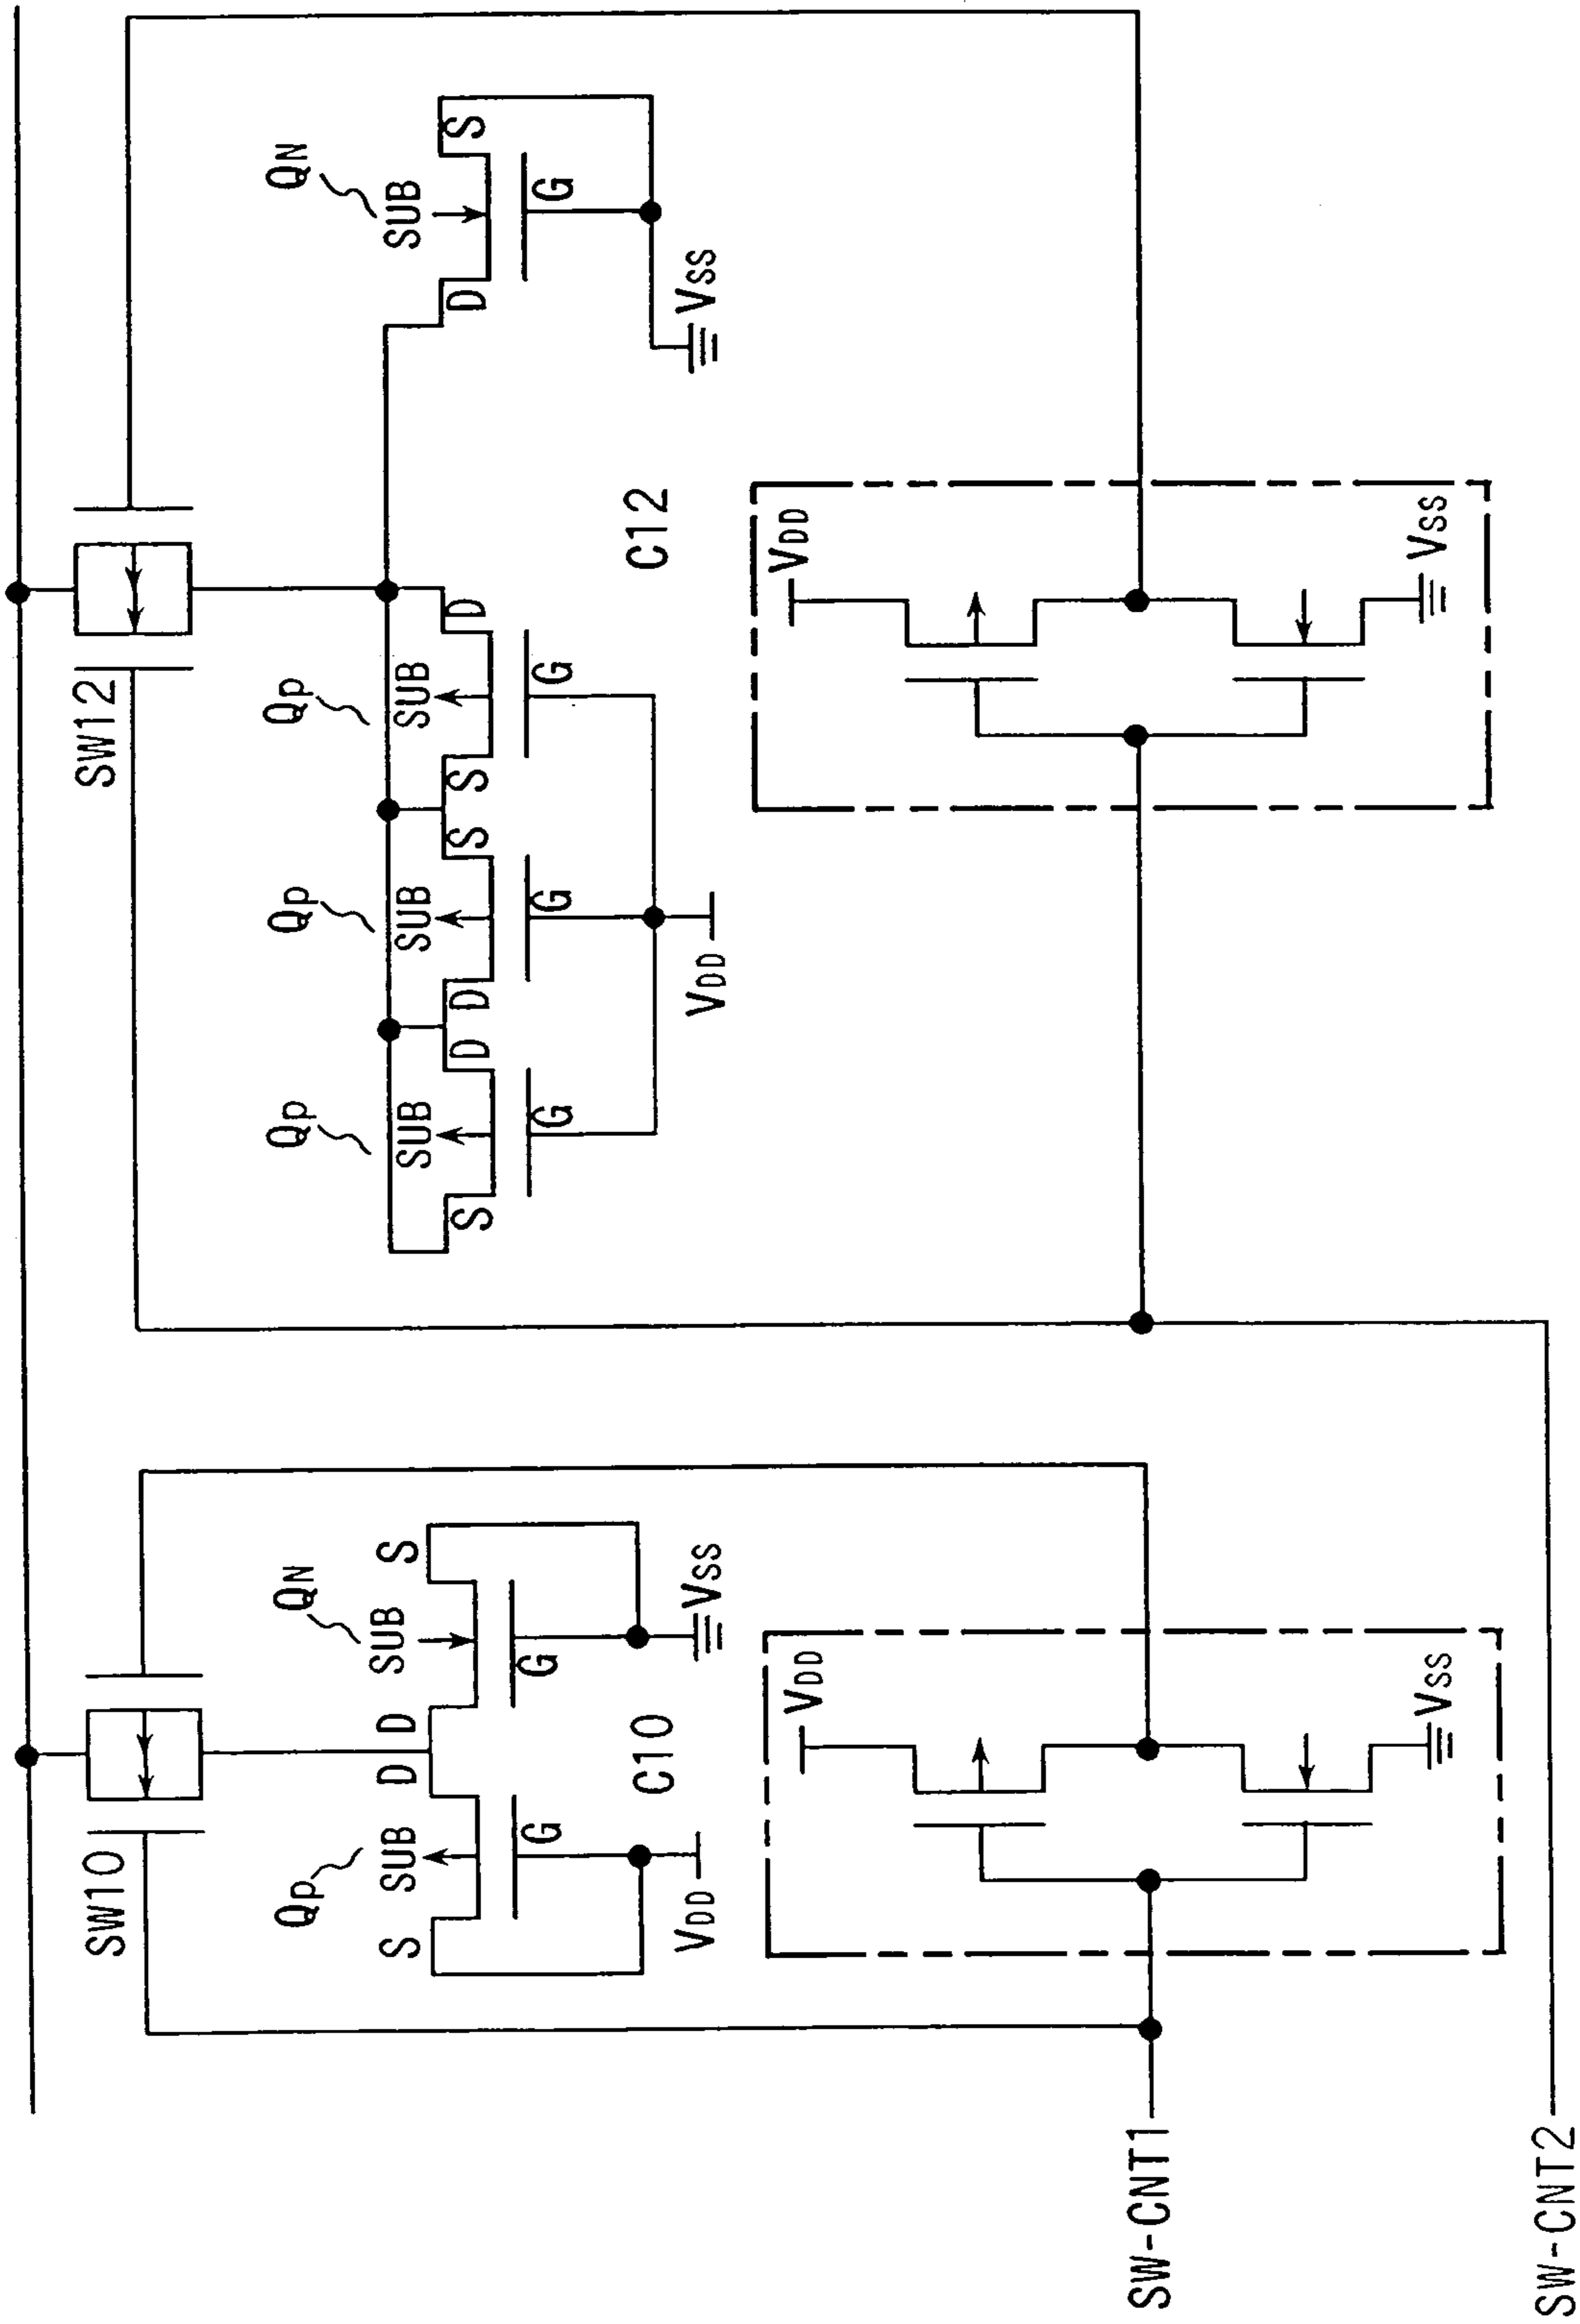 SW10
SW12
QP
QN
QP
QP
QP
QN
S
SUB
D
D
SUB
S
S
SUB
D
D
SUB
S
S
SUB
D
D
SUB
S
G
G
G
G
G
G
VDD
C10
VSS
VDD
C12
VSS
VDD
VSS
VDD
VSS
SW-CNT1
SW-CNT2